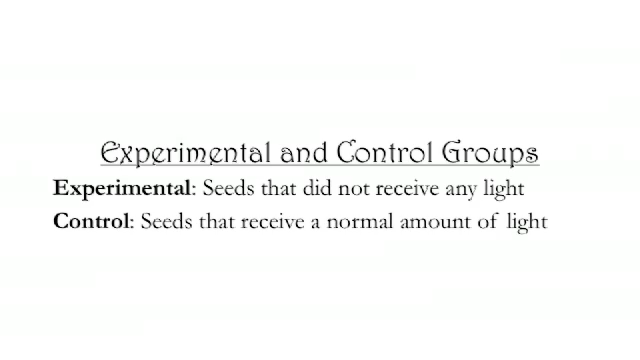 Experimental and Control Groups
Experimental: Seeds that did not receive any light
Control: Seeds that receive a normal amount of light